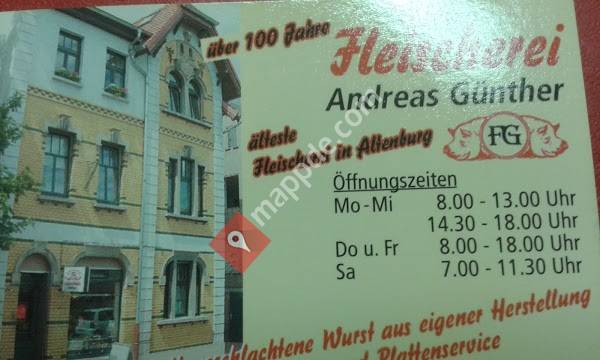 über 100 Jahre
Fleischerei
Andreas Günther
älteste
Fleischerei in Altenburg
FG
Öffnungszeiten
Mo - Mi 8.00 - 13.00 Uhr
14.30 - 18.00 Uhr
Do u. Fr 8.00 - 18.00 Uhr
Sa 7.00 - 11.30 Uhr
Wurst aus eigener Herstellung
Plattenservice
mappde.com